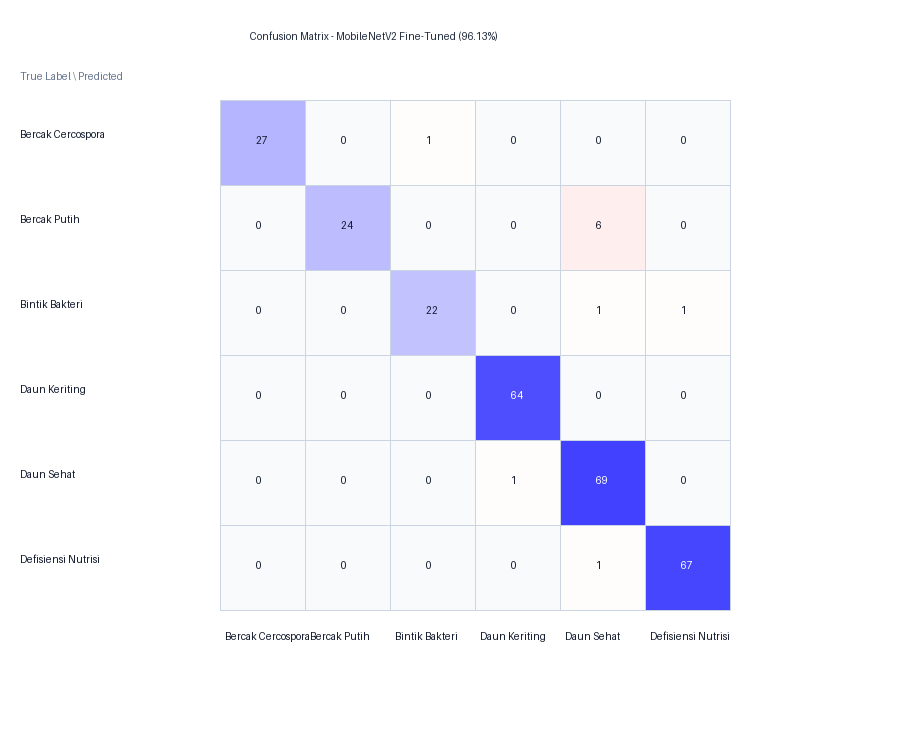 Confusion Matrix - MobileNetV2 Fine-Tuned (96.13%)
True Label \ Predicted
Bercak Cercospora 27 0 1 0 0 0
Bercak Putih 0 24 0 0 6 0
Bintik Bakteri 0 0 22 0 1 1
Daun Keriting 0 0 0 64 0 0
Daun Sehat 0 0 0 1 69 0
Defisiensi Nutrisi 0 0 0 0 1 67
Bercak Cercospora Bercak Putih Bintik Bakteri Daun Keriting Daun Sehat Defisiensi Nutrisi